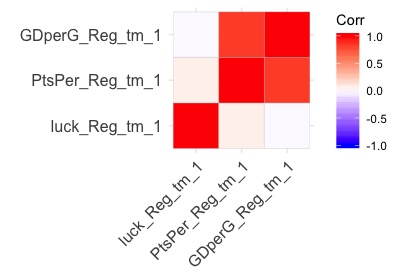 Corr
GDperG_Reg_tm_1
PtsPer_Reg_tm_1
luck_Reg_tm_1
1.0
0.5
0.0
-0.5
-1.0
luck_Reg_tm_1
PtsPer_Reg_tm_1
GDperG_Reg_tm_1